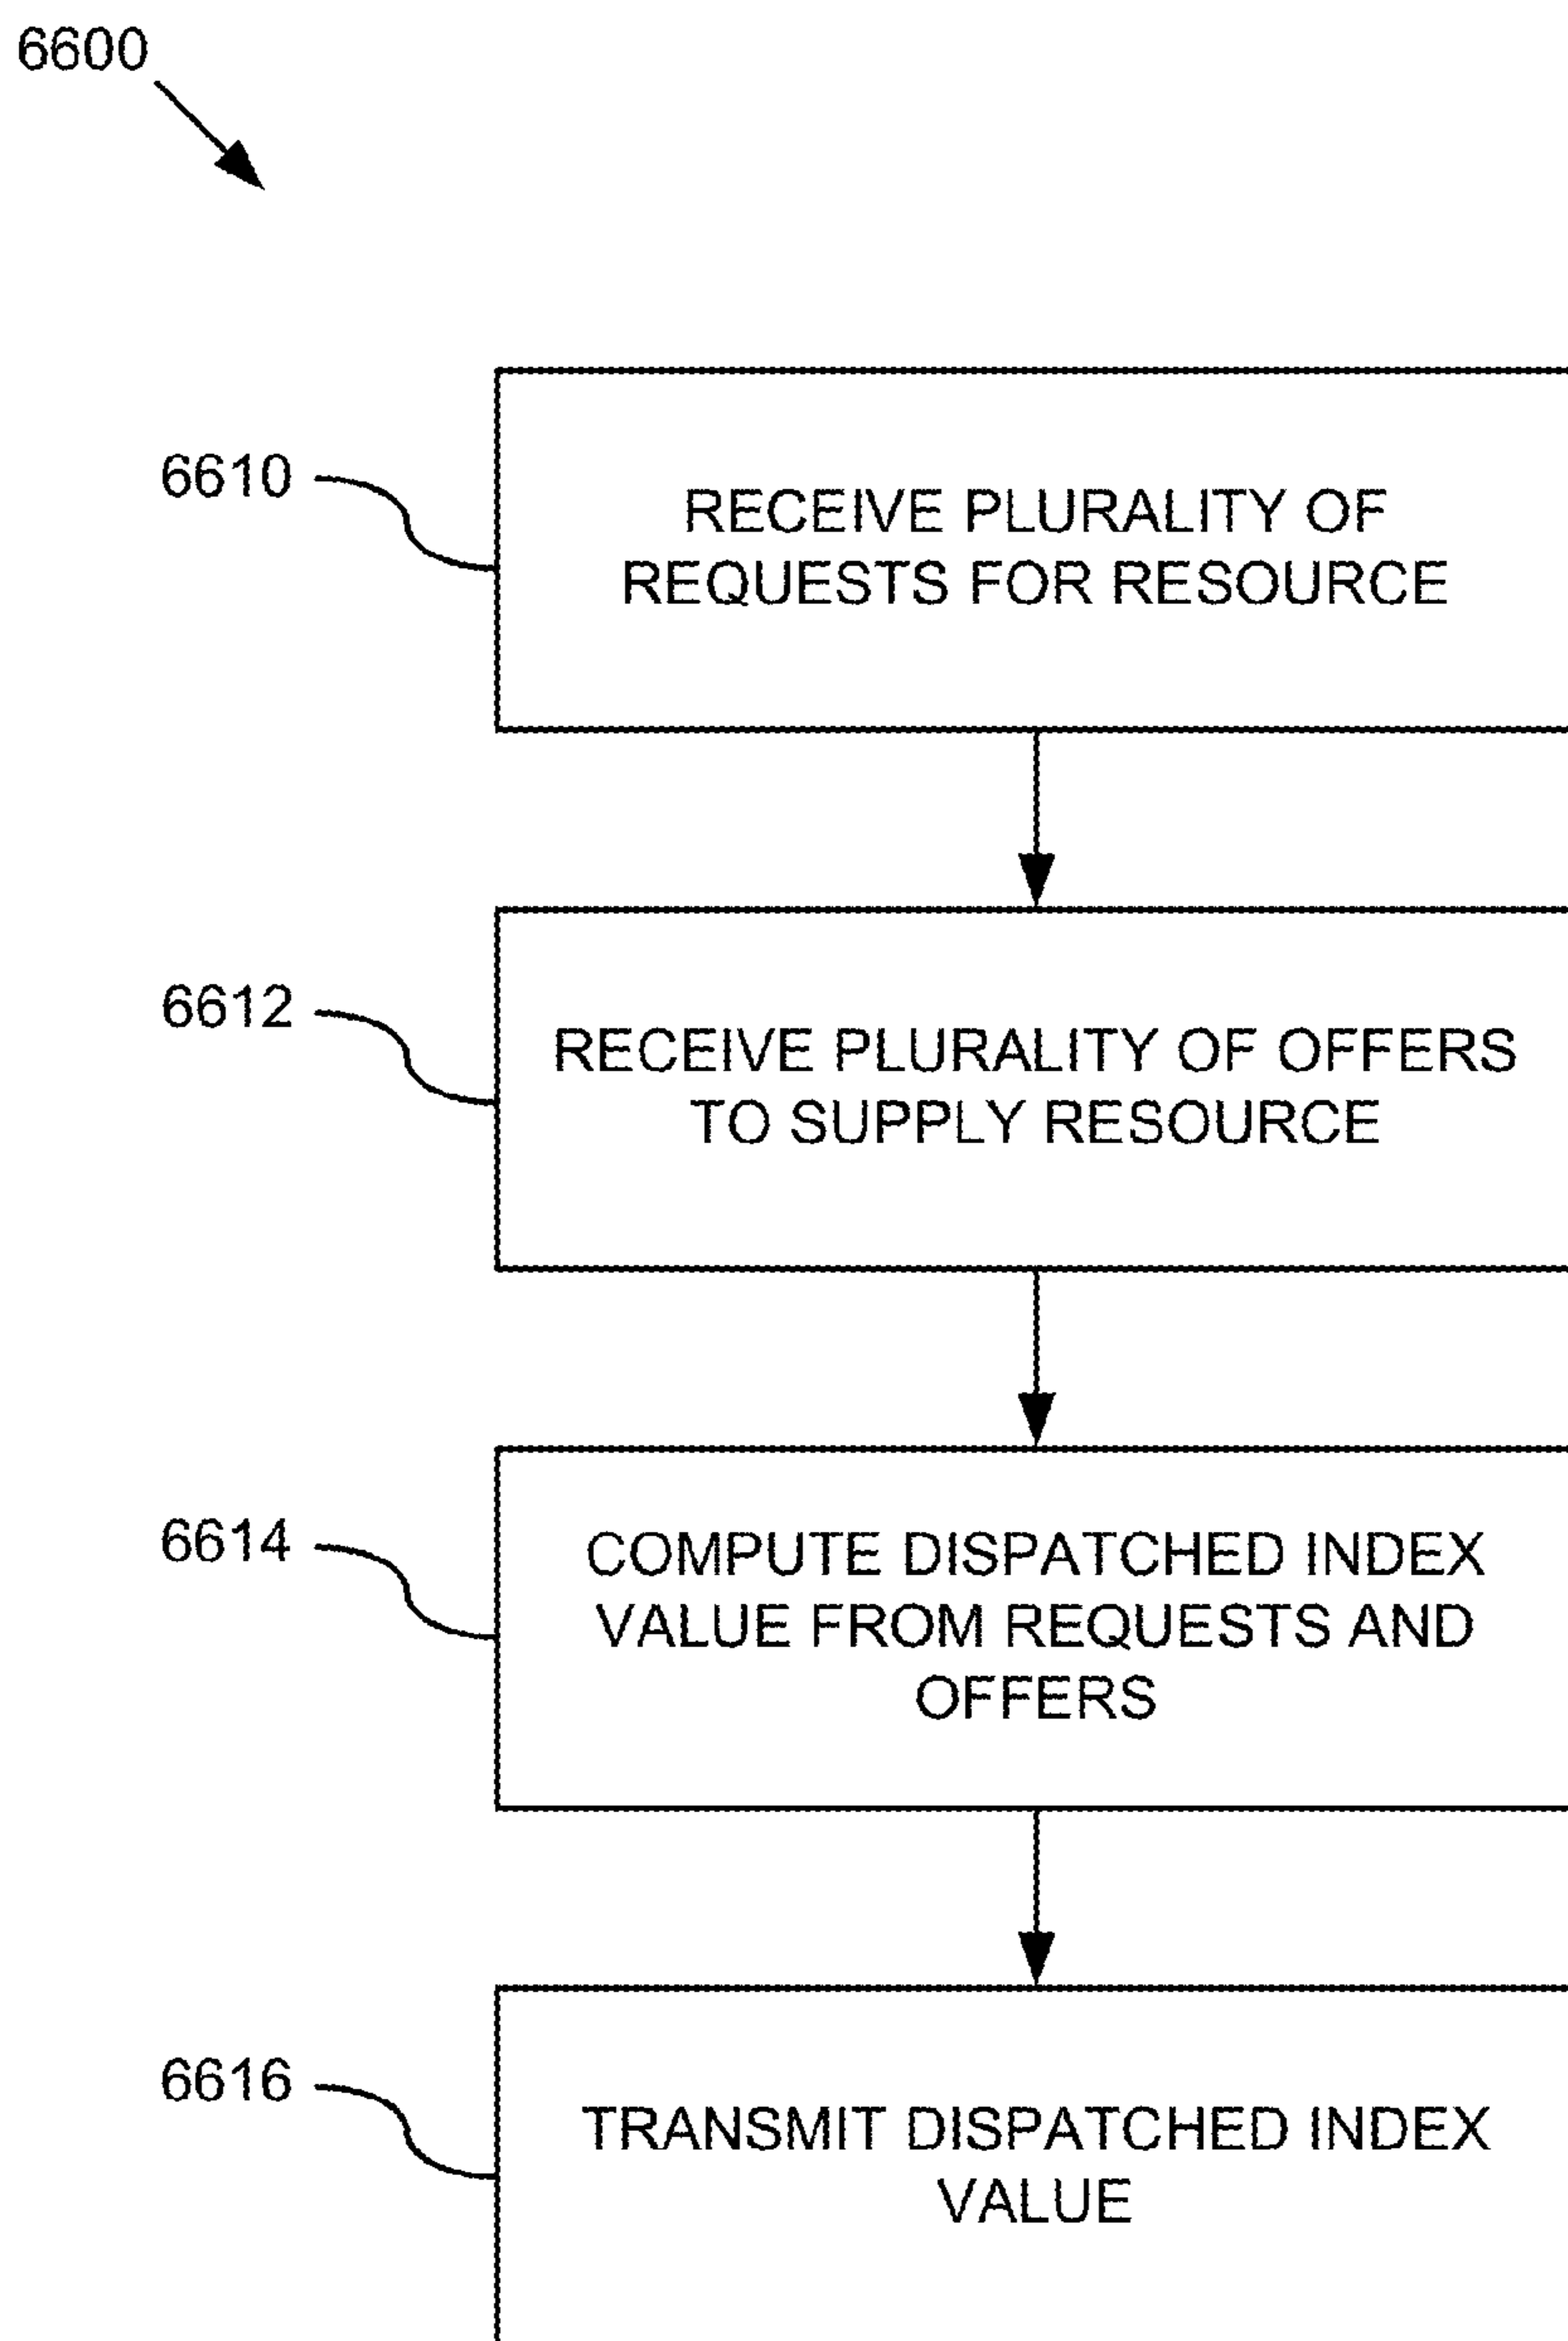 6600
6610
RECEIVE PLURALITY OF
REQUESTS FOR RESOURCE
6612
RECEIVE PLURALITY OF OFFERS
TO SUPPLY RESOURCE
6614
COMPUTE DISPATCHED INDEX
VALUE FROM REQUESTS AND
OFFERS
6616
TRANSMIT DISPATCHED INDEX
VALUE